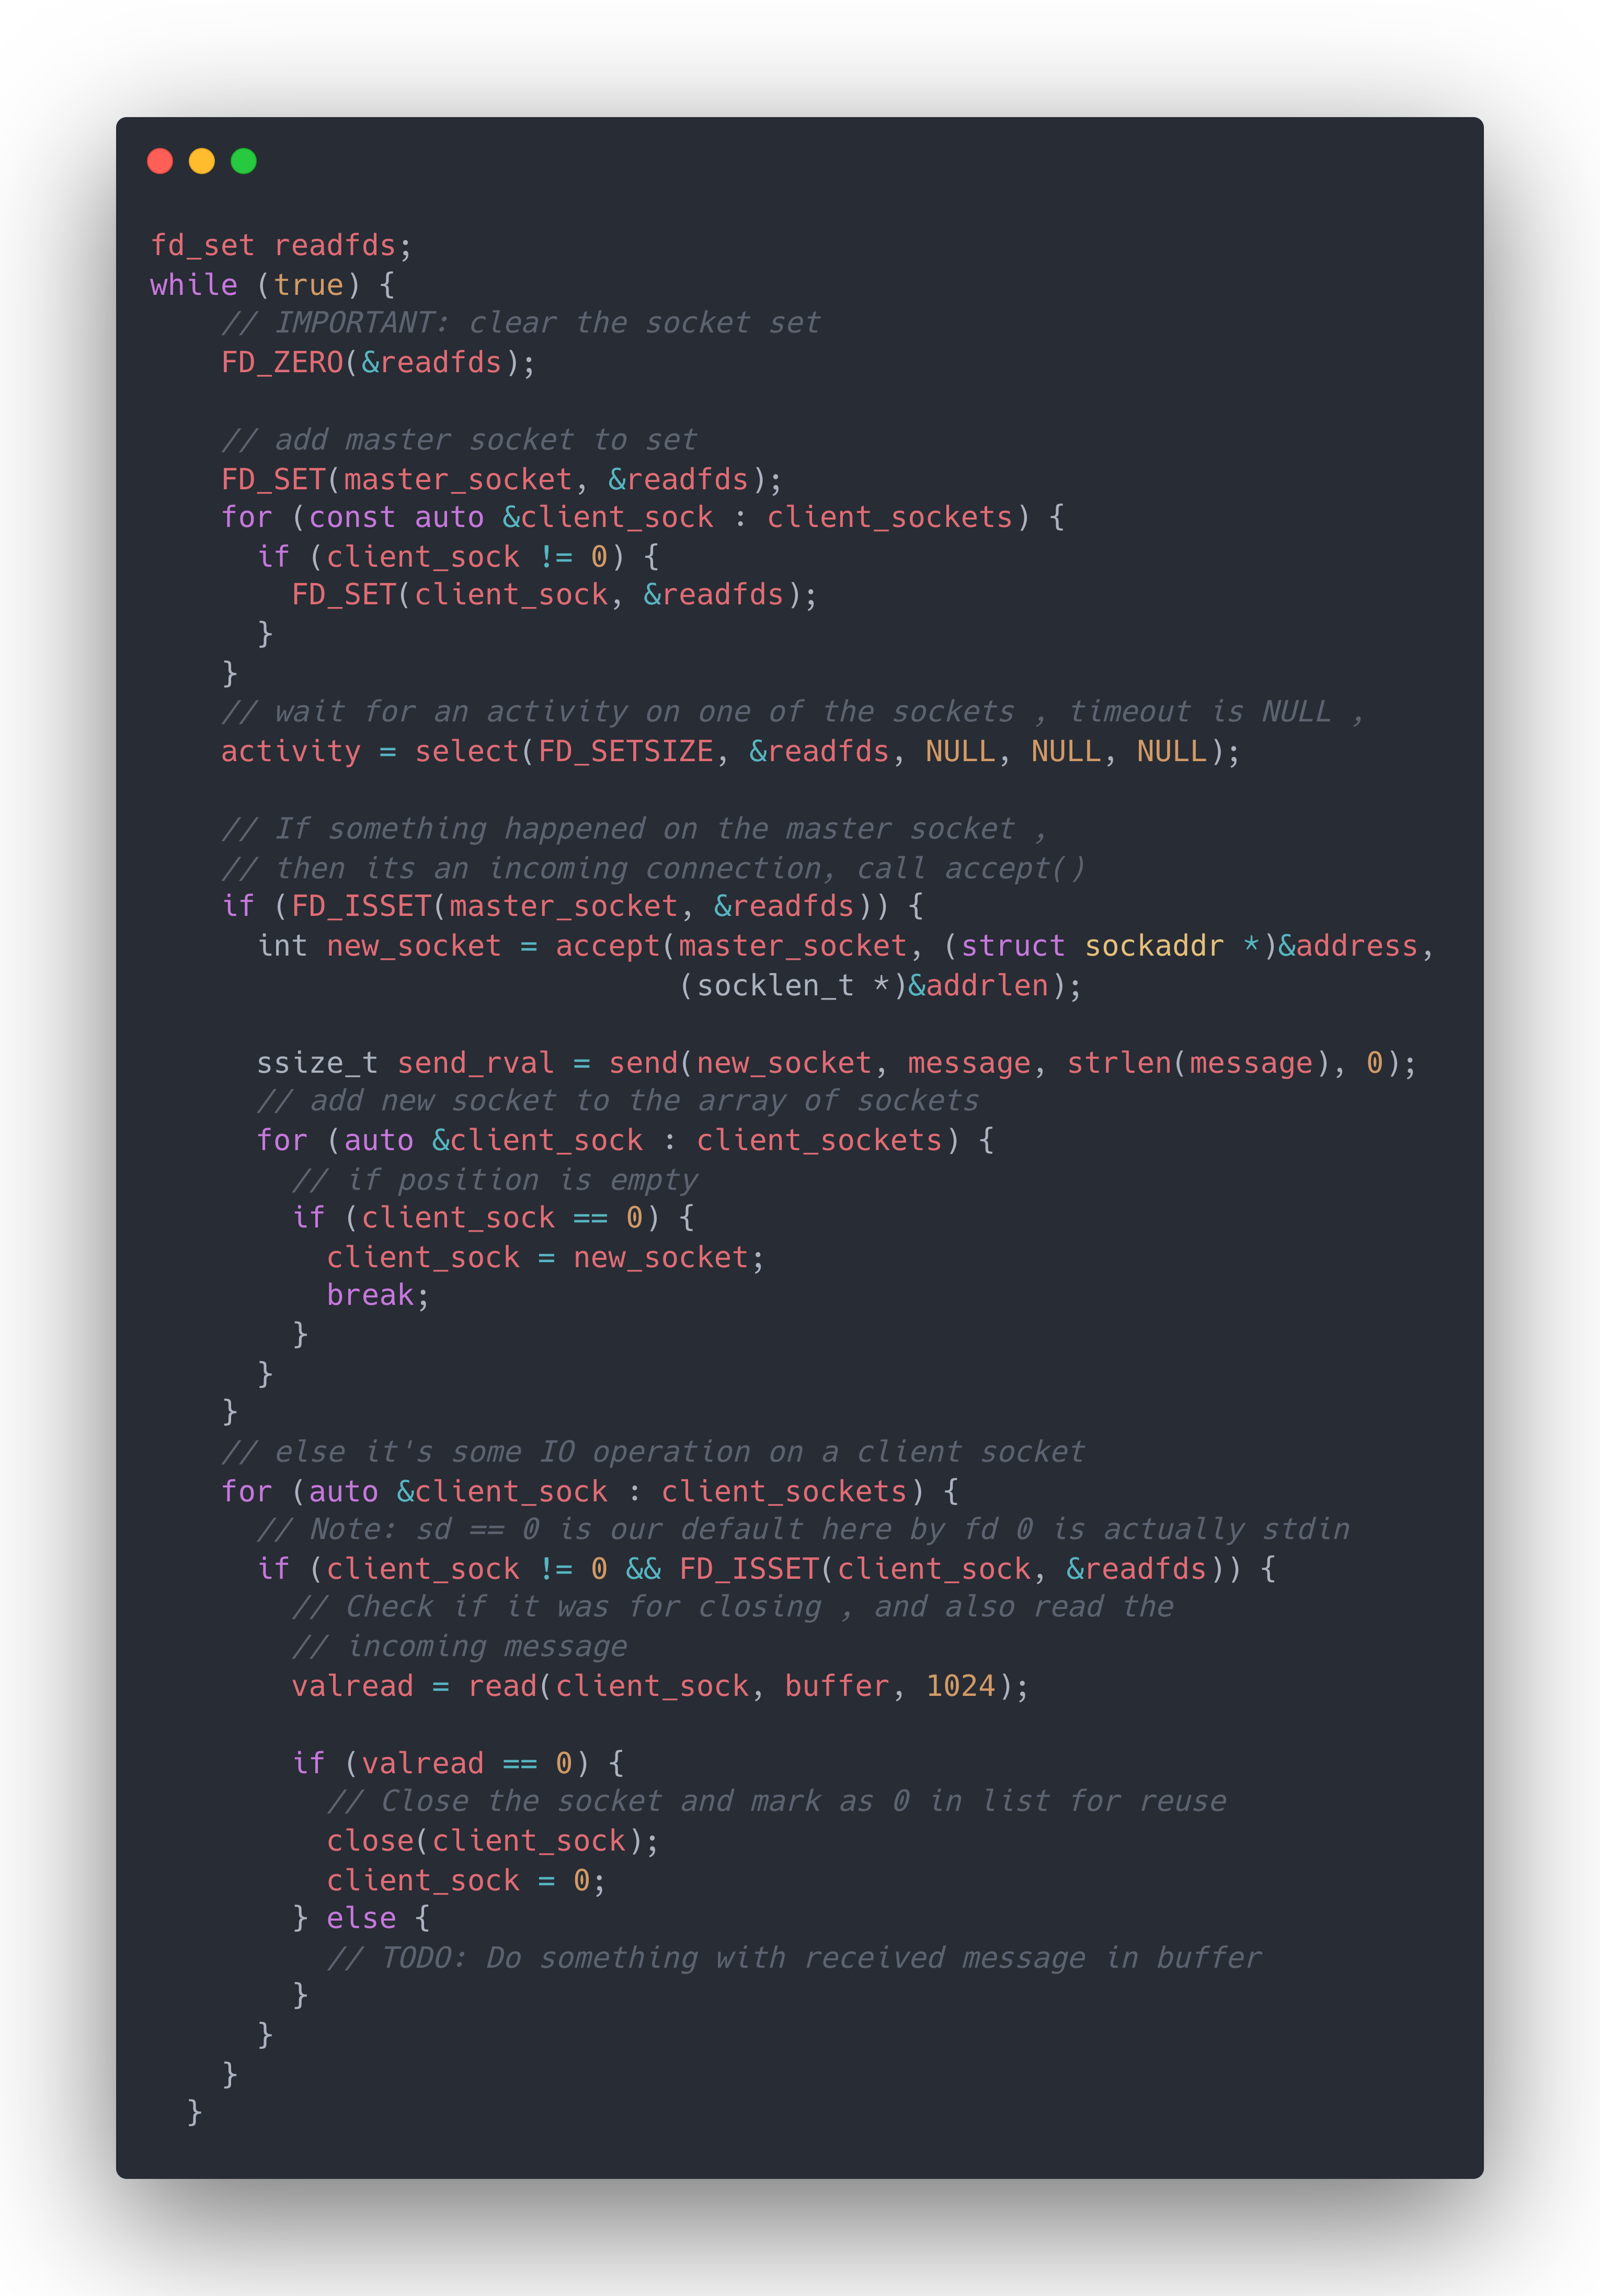 fd_set readfds;
while (true) {
    // IMPORTANT: clear the socket set
    FD_ZERO(&readfds);

    // add master socket to set
    FD_SET(master_socket, &readfds);
    for (const auto &client_sock : client_sockets) {
      if (client_sock != 0) {
        FD_SET(client_sock, &readfds);
      }
    }
    // wait for an activity on one of the sockets , timeout is NULL ,
    activity = select(FD_SETSIZE, &readfds, NULL, NULL, NULL);

    // If something happened on the master socket ,
    // then its an incoming connection, call accept()
    if (FD_ISSET(master_socket, &readfds)) {
      int new_socket = accept(master_socket, (struct sockaddr *)&address,
                              (socklen_t *)&addrlen);

      ssize_t send_rval = send(new_socket, message, strlen(message), 0);
      // add new socket to the array of sockets
      for (auto &client_sock : client_sockets) {
        // if position is empty
        if (client_sock == 0) {
          client_sock = new_socket;
          break;
        }
      }
    }
    // else it's some IO operation on a client socket
    for (auto &client_sock : client_sockets) {
      // Note: sd == 0 is our default here by fd 0 is actually stdin
      if (client_sock != 0 && FD_ISSET(client_sock, &readfds)) {
        // Check if it was for closing , and also read the
        // incoming message
        valread = read(client_sock, buffer, 1024);

        if (valread == 0) {
          // Close the socket and mark as 0 in list for reuse
          close(client_sock);
          client_sock = 0;
        } else {
          // TODO: Do something with received message in buffer
        }
      }
    }
  }